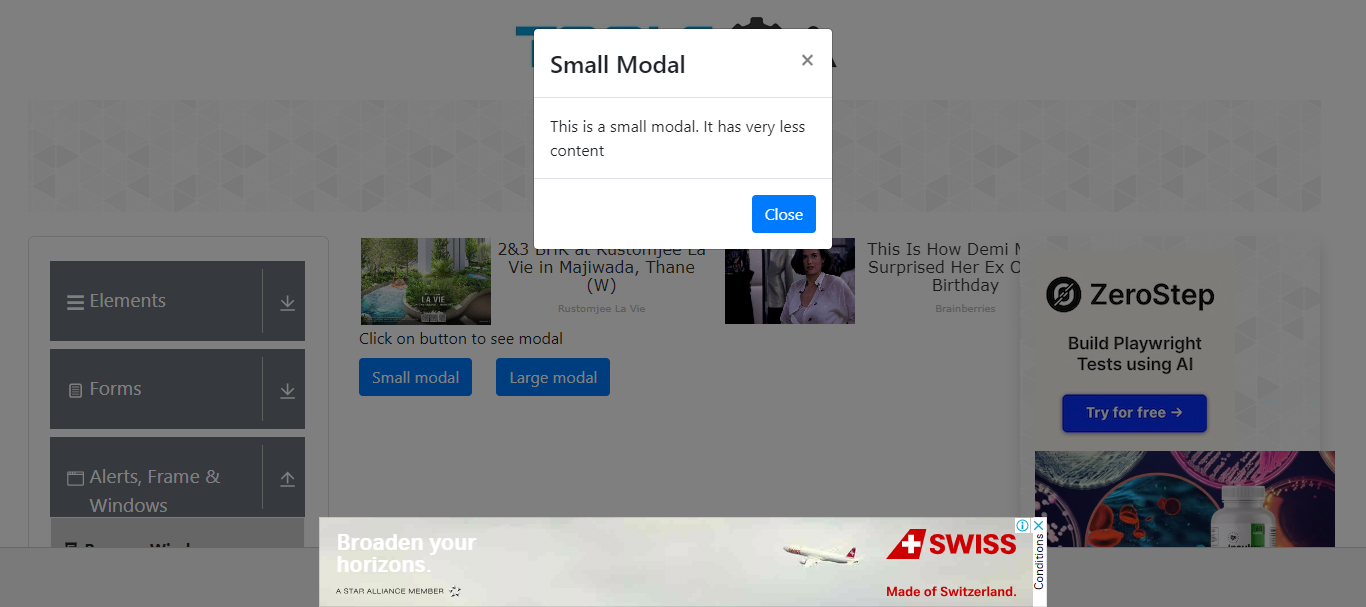 Small Modal
×
This is a small modal. It has very less
content
Close
Elements
Forms
Alerts, Frame &
Windows
2&3 BHK at Rustomjee La
Vie in Majiwada, Thane
(W)
Rustomjee La Vie
LA VIE
This Is How Demi
Surprised Her Ex
Birthday
Brainberries
Click on button to see modal
Small modal
Large modal
ZeroStep
Build Playwright
Tests using AI
Try for free →
Broaden your
horizons.
A STAR ALLIANCE MEMBER
SWISS
Made of Switzerland.
Conditions